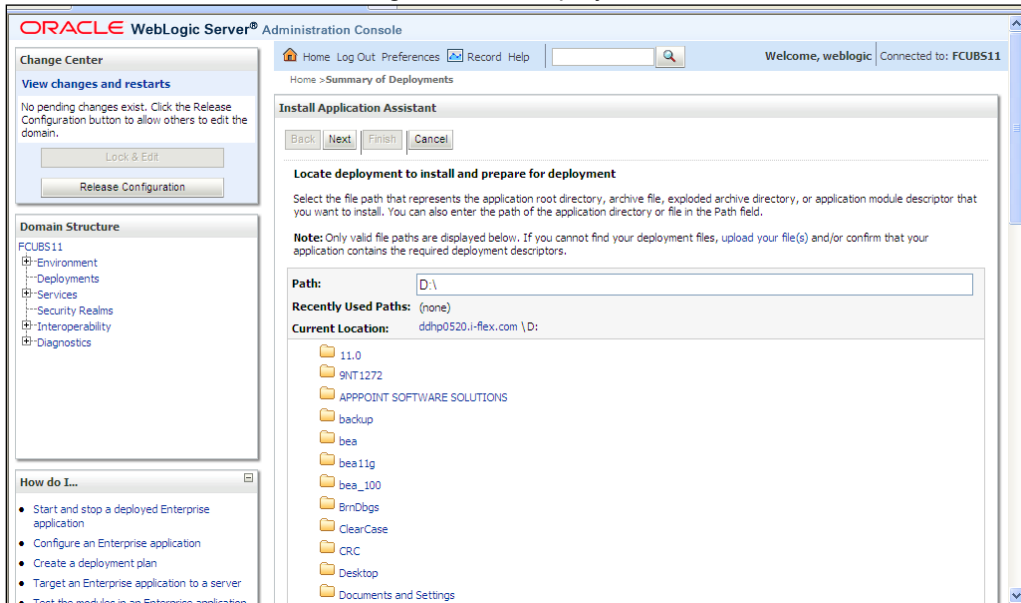 ORACLE WebLogic Server® Administration Console
Change Center
View changes and restarts
No pending changes exist. Click the Release
Configuration button to allow others to edit the
domain.
Lock & Edit
Release Configuration
Domain Structure
FCUBS11
Environment
Deployments
Services
Security Realms
Interoperability
Diagnostics
How do I...
Start and stop a deployed Enterprise
application
Configure an Enterprise application
Create a deployment plan
Target an Enterprise application to a server
Test the modules in an Enterprise application
Home Log Out Preferences Record Help
Welcome, weblogic Connected to: FCUBS11
Home >Summary of Deployments
Install Application Assistant
Back Next Finish Cancel
Locate deployment to install and prepare for deployment
Select the file path that represents the application root directory, archive file, exploded archive directory, or application module descriptor that
you want to install. You can also enter the path of the application directory or file in the Path field.
Note: Only valid file paths are displayed below. If you cannot find your deployment files, upload your file(s) and/or confirm that your
application contains the required deployment descriptors.
Path: D:\
Recently Used Paths: (none)
Current Location: ddhp0520.i-flex.com \D:
11.0
9NT1272
APPPOINT SOFTWARE SOLUTIONS
backup
bea
bea11g
bea_100
BrnDbgs
ClearCase
CRC
Desktop
Documents and Settings